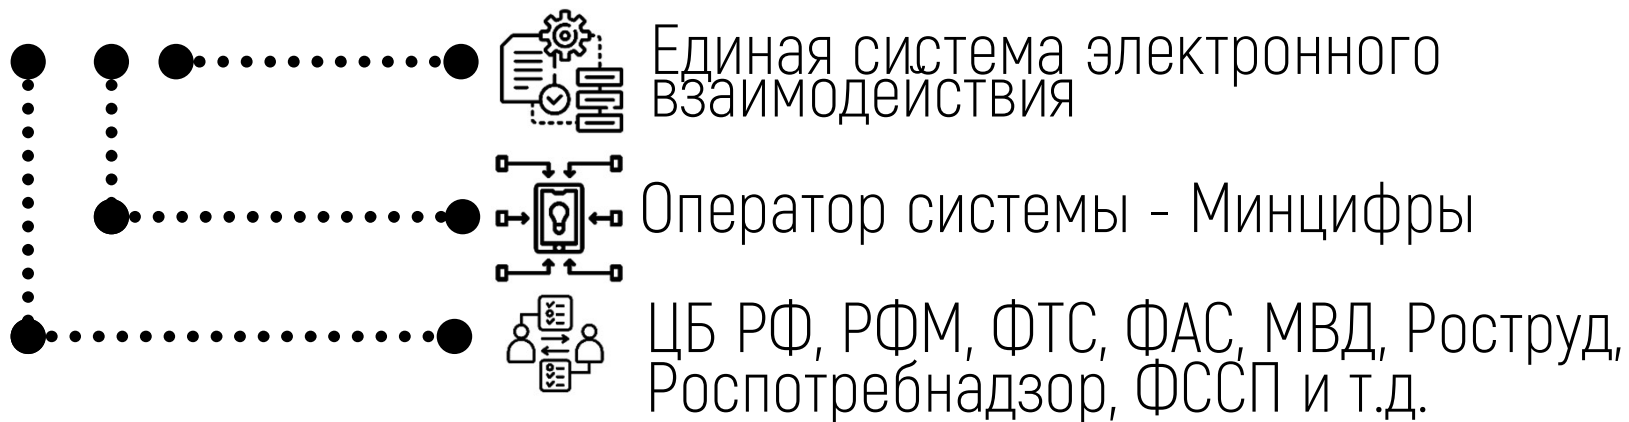 Единая система электронного
взаимодействия
Оператор системы - Минцифры
ЦБ РФ, РФМ, ФТС, ФАС, МВД, Роструд,
Роспотребнадзор, ФССП и т.д.